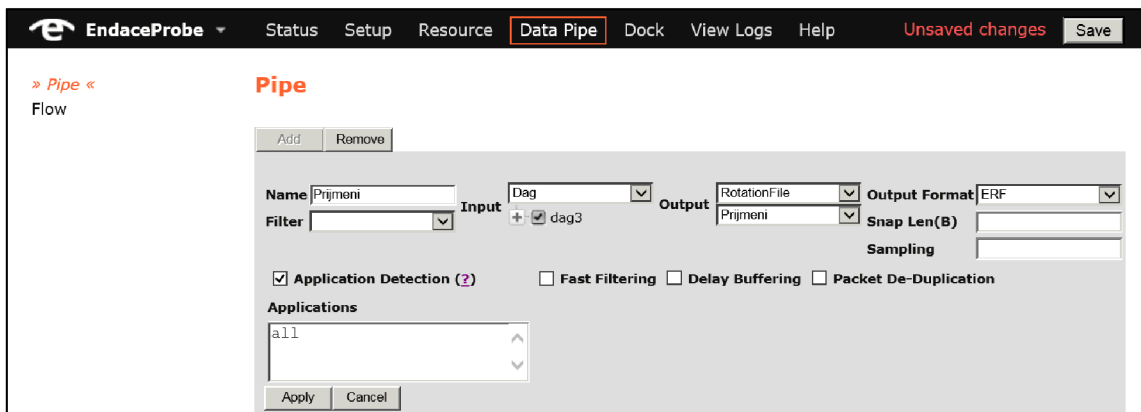 EndaceProbe Status Setup Resource Data Pipe Dock View Logs Help Unsaved changes Save
» Pipe «
Flow
Pipe
Add Remove
Name Prijmeni Input Dag Output RotationFile Output Format ERF
Filter dag3 Prijmeni Snap Len(B)
Sampling
Application Detection (?) Fast Filtering Delay Buffering Packet De-Duplication
Applications
all
Apply Cancel